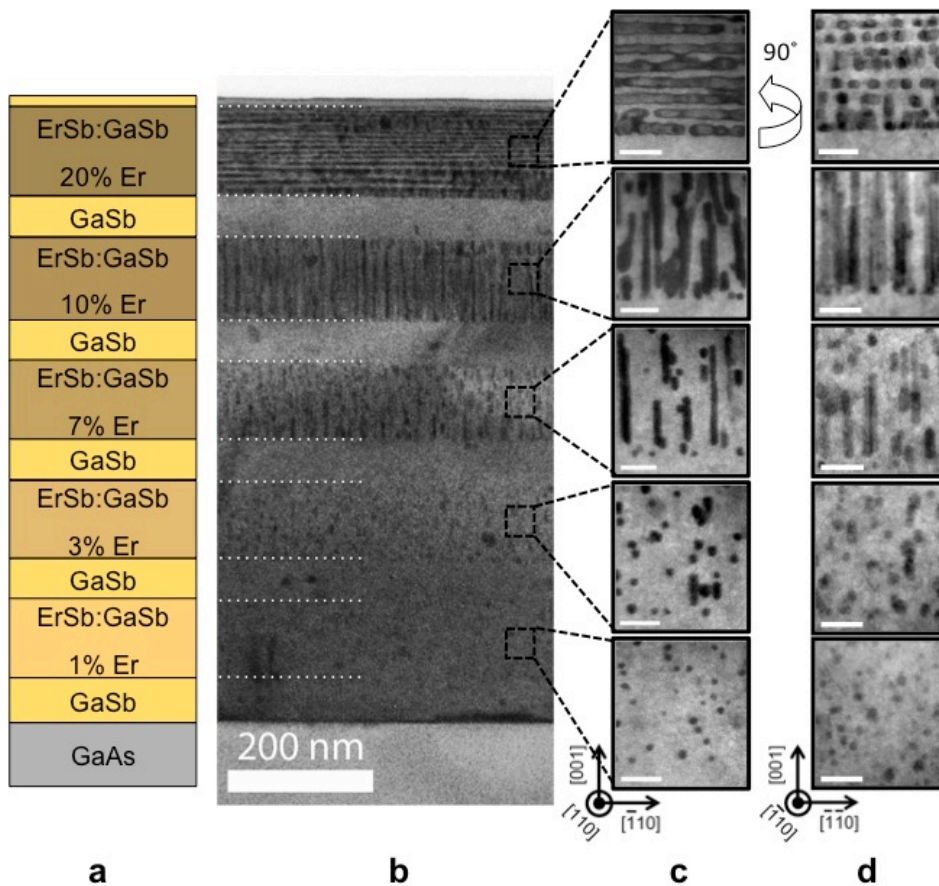 ErSb:GaSb
20% Er
GaSb
ErSb:GaSb
10% Er
GaSb
ErSb:GaSb
7% Er
GaSb
ErSb:GaSb
3% Er
GaSb
ErSb:GaSb
1% Er
GaSb
GaAs
200 nm
90°
[001]
[110]
[1̅10]
[001]
[1̅10]
[1̅1̅0]
a
b
c
d